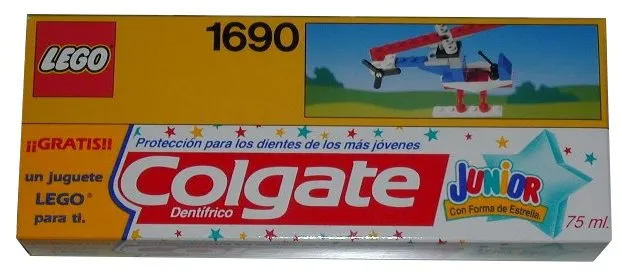 LEGO
1690
¡¡GRATIS!!
un juguete
LEGO®
para ti.
Protección para los dientes de los más jóvenes
Colgate
Dentífrico
JUNIOR
Con Forma de Estrella.
75 ml.